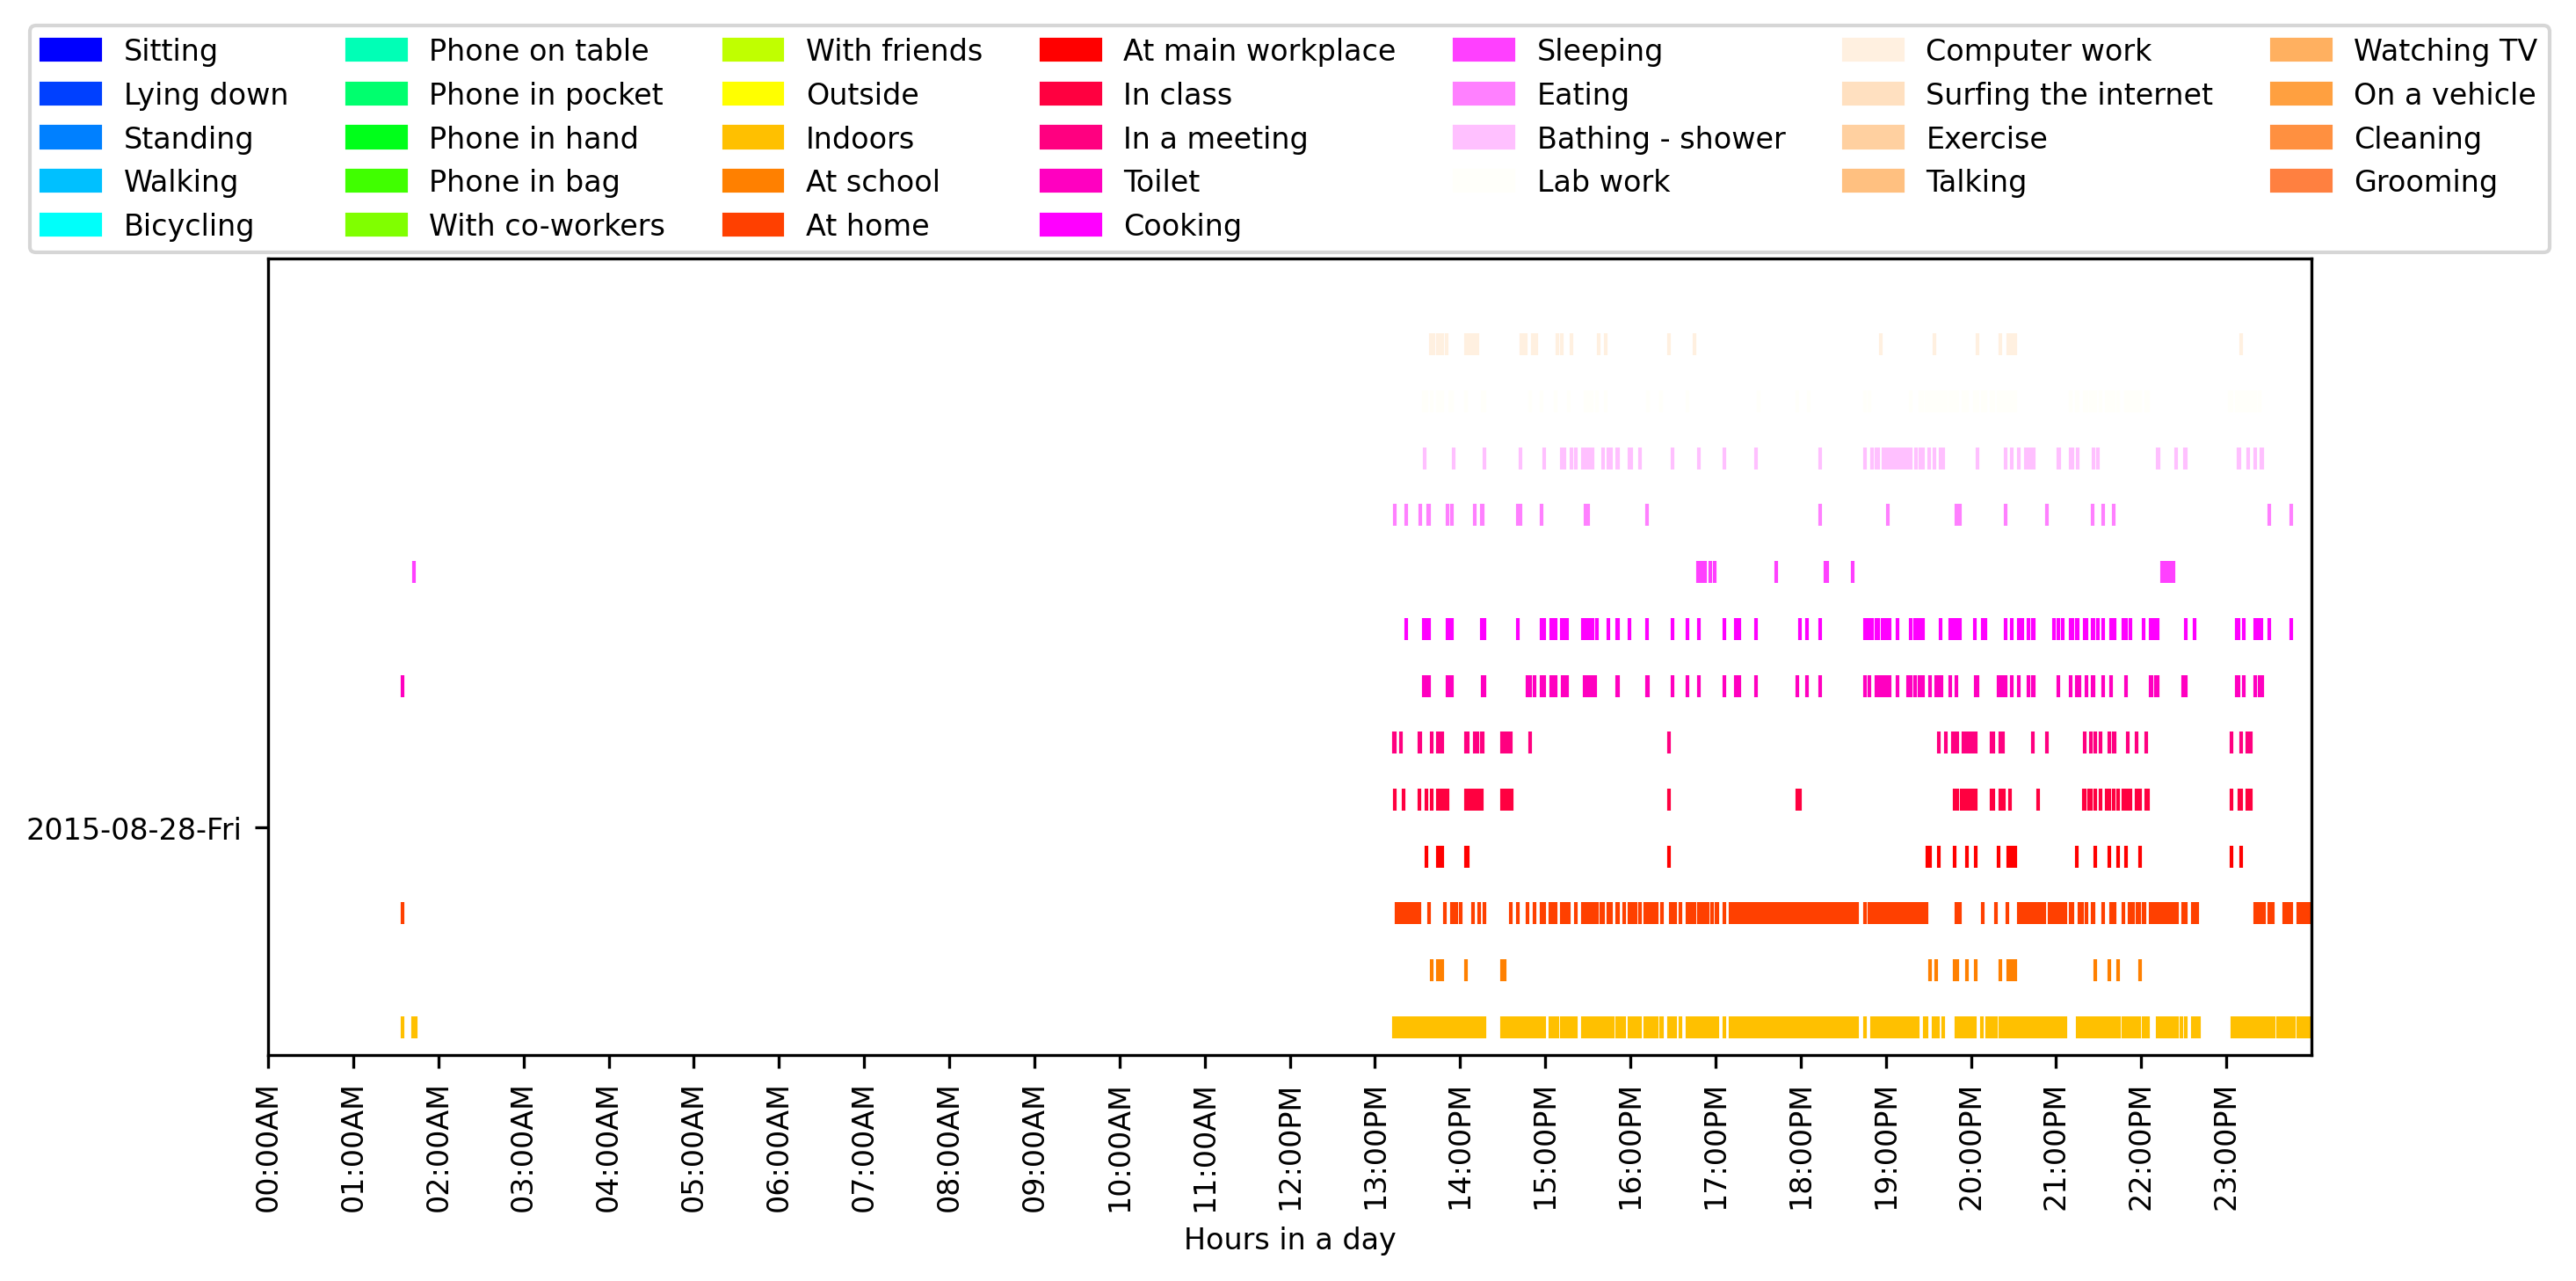 Sitting
Lying down
Standing
Walking
Bicycling
Phone on table
Phone in pocket
Phone in hand
Phone in bag
With co-workers
With friends
Outside
Indoors
At school
At home
At main workplace
In class
In a meeting
Toilet
Cooking
Sleeping
Eating
Bathing - shower
Lab work
Computer work
Surfing the internet
Exercise
Talking
Watching TV
On a vehicle
Cleaning
Grooming
2015-08-28-Fri
00:00AM
01:00AM
02:00AM
03:00AM
04:00AM
05:00AM
06:00AM
07:00AM
08:00AM
09:00AM
10:00AM
11:00AM
12:00PM
13:00PM
14:00PM
15:00PM
16:00PM
17:00PM
18:00PM
19:00PM
20:00PM
21:00PM
22:00PM
23:00PM
Hours in a day